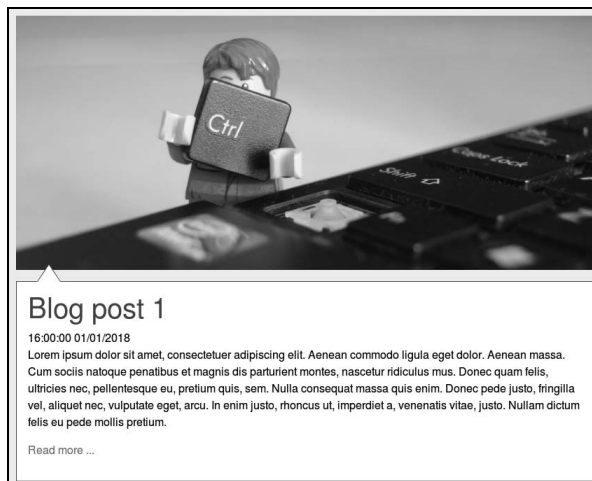 Ctrl
Caps Lock
Shift
Blog post 1
16:00:00 01/01/2018
Lorem ipsum dolor sit amet, consectetuer adipiscing elit. Aenean commodo ligula eget dolor. Aenean massa.
Cum sociis natoque penatibus et magnis dis parturient montes, nascetur ridiculus mus. Donec quam felis,
ultricies nec, pellentesque eu, pretium quis, sem. Nulla consequat massa quis enim. Donec pede justo, fringilla
vel, aliquet nec, vulputate eget, arcu. In enim justo, rhoncus ut, imperdiet a, venenatis vitae, justo. Nullam dictum
felis eu pede mollis pretium.
Read more ...